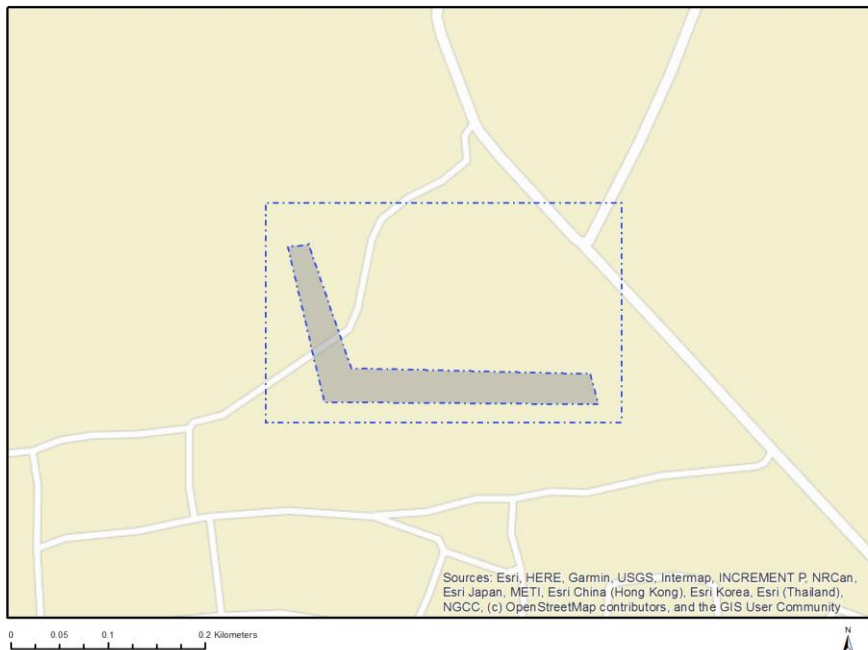 Sources: Esri, HERE, Garmin, USGS, Intermap, INCREMENT P, NRCan,
Esri Japan, METI, Esri China (Hong Kong), Esri Korea, Esri (Thailand),
NGCC, (c) OpenStreetMap contributors, and the GIS User Community
0 0.05 0.1 0.2 Kilometers
N